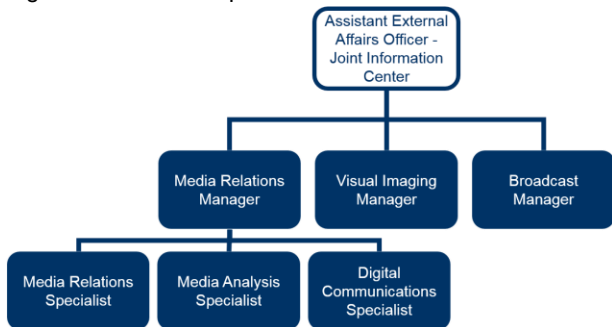 Assistant External
Affairs Officer -
Joint Information
Center
Media Relations
Manager
Visual Imaging
Manager
Broadcast
Manager
Media Relations
Specialist
Media Analysis
Specialist
Digital
Communications
Specialist